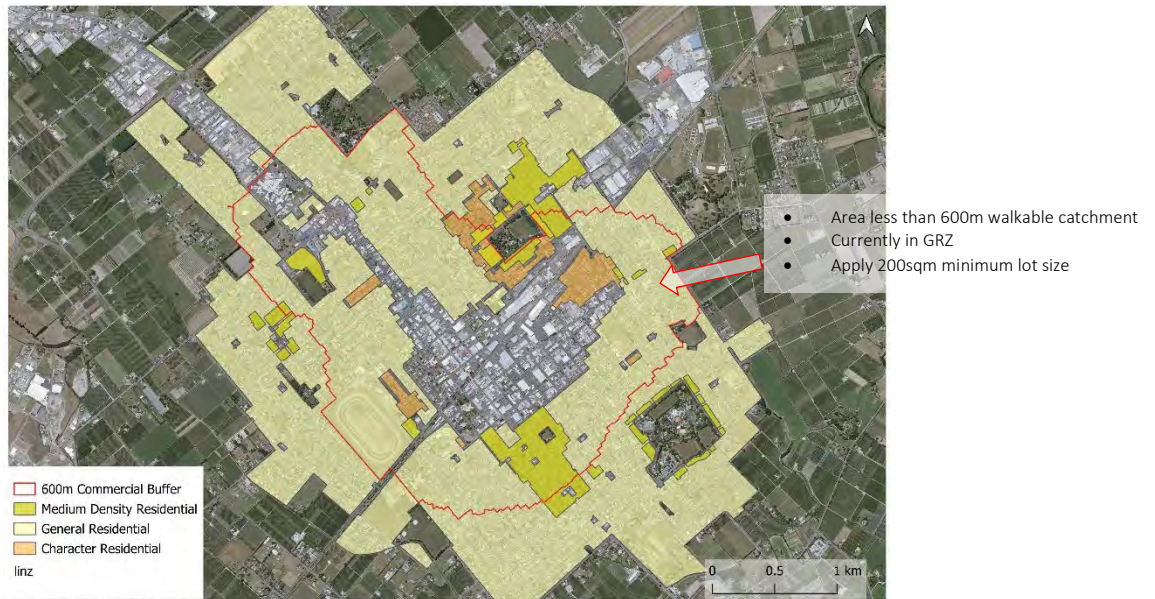 • Area less than 600m walkable catchment
• Currently in GRZ
• Apply 200sqm minimum lot size
600m Commercial Buffer
Medium Density Residential
General Residential
Character Residential
linz
0 0.5 1 km